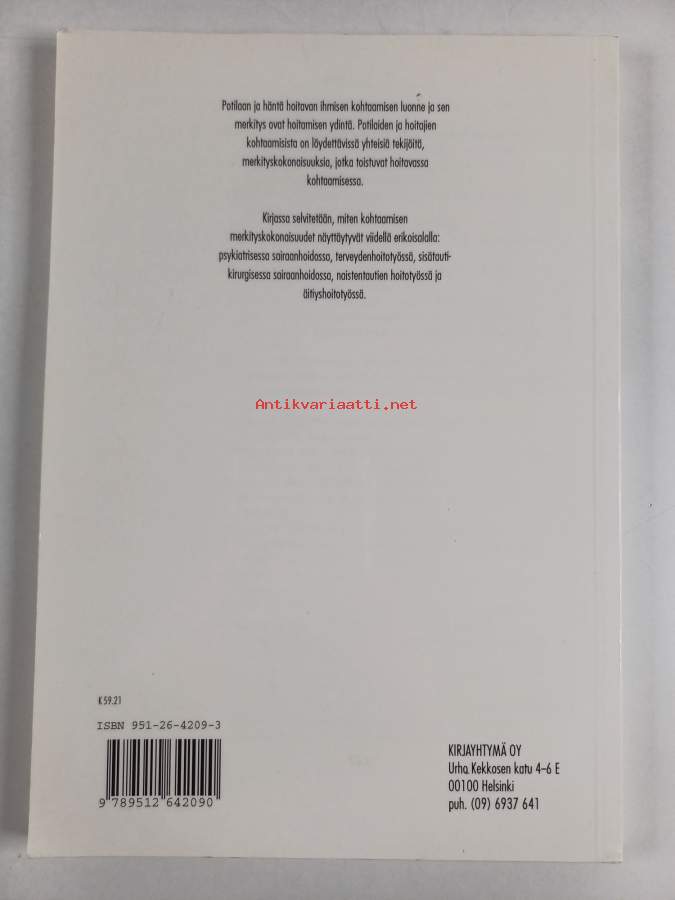 Potilaan ja häntä hoitavan ihmisen kohtaamisen luonne ja sen
merkitys ovat hoitamisen ydintä. Potilaiden ja hoitajien
kohtaamisista on löydettävissä yhteisiä tekijöitä,
merkityskokonaisuuksia, jotka toistuvat hoitavassa
kohtaamisessa.
Kirjassa selvitetään, miten kohtaamisen
merkityskokonaisuudet näyttäytyvät viidellä erikoisalalla:
psykiatrisessa sairaanhoidossa, terveydenhoitotyössä, sisätauti-
kirurgisessa sairaanhoidossa, naistentautien hoitotyössä ja
äitiyshoitotyössä.
Antikvariaatti.net
K 59.21
ISBN 951-26-4209-3
9 789512 642090
KIRJAYHTYMÄ OY
Urho Kekkosen katu 4–6 E
00100 Helsinki
puh. (09) 6937 641